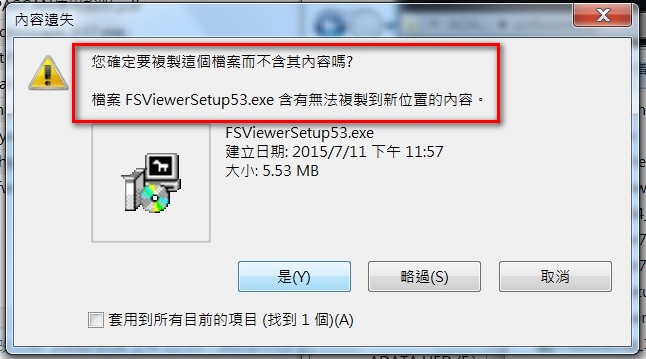 內容遺失
您確定要複製這個檔案而不含其內容嗎?
檔案 FSViewerSetup53.exe 含有無法複製到新位置的內容。
FSViewerSetup53.exe
建立日期: 2015/7/11 下午 11:57
大小: 5.53 MB
是(Y)
略過(S)
取消
套用到所有目前的項目 (找到 1 個)(A)